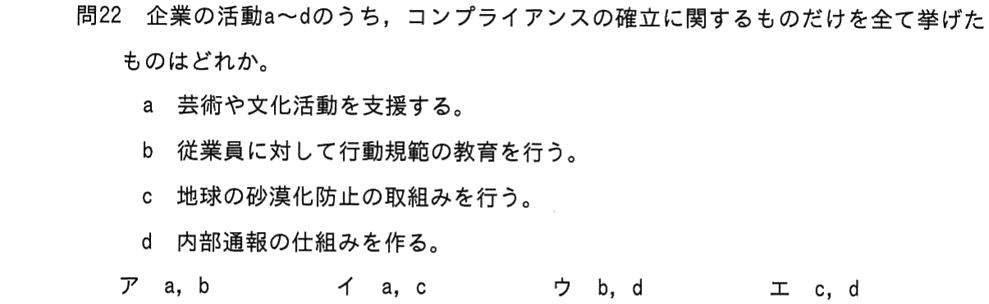 問22　企業の活動a～dのうち，コンプライアンスの確立に関するものだけを全て挙げた
ものはどれか。
a　芸術や文化活動を支援する。
b　従業員に対して行動規範の教育を行う。
c　地球の砂漠化防止の取組みを行う。
d　内部通報の仕組みを作る。
ア　a，b　イ　a，c　ウ　b，d　エ　c，d